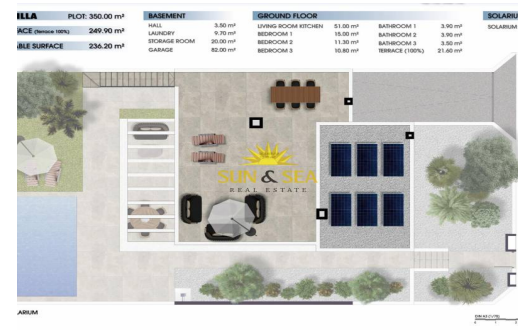 ILLA PLOT: 350.00 m²
ACE (Terrace 100%) 249.90 m²
ABLE SURFACE 236.20 m²
BASEMENT
HALL 3.50 m²
LAUNDRY 9.70 m²
STORAGE ROOM 20.00 m²
GARAGE 82.00 m²
GROUND FLOOR
LIVING ROOM KITCHEN 51.00 m²
BEDROOM 1 15.00 m²
BEDROOM 2 11.30 m²
BEDROOM 3 10.80 m²
BATHROOM 1 3.90 m²
BATHROOM 2 3.90 m²
BATHROOM 3 3.50 m²
TERRACE (100%) 21.60 m²
SOLARIU
SOLARIUM
SUN & SEA
REAL ESTATE
ARIUM